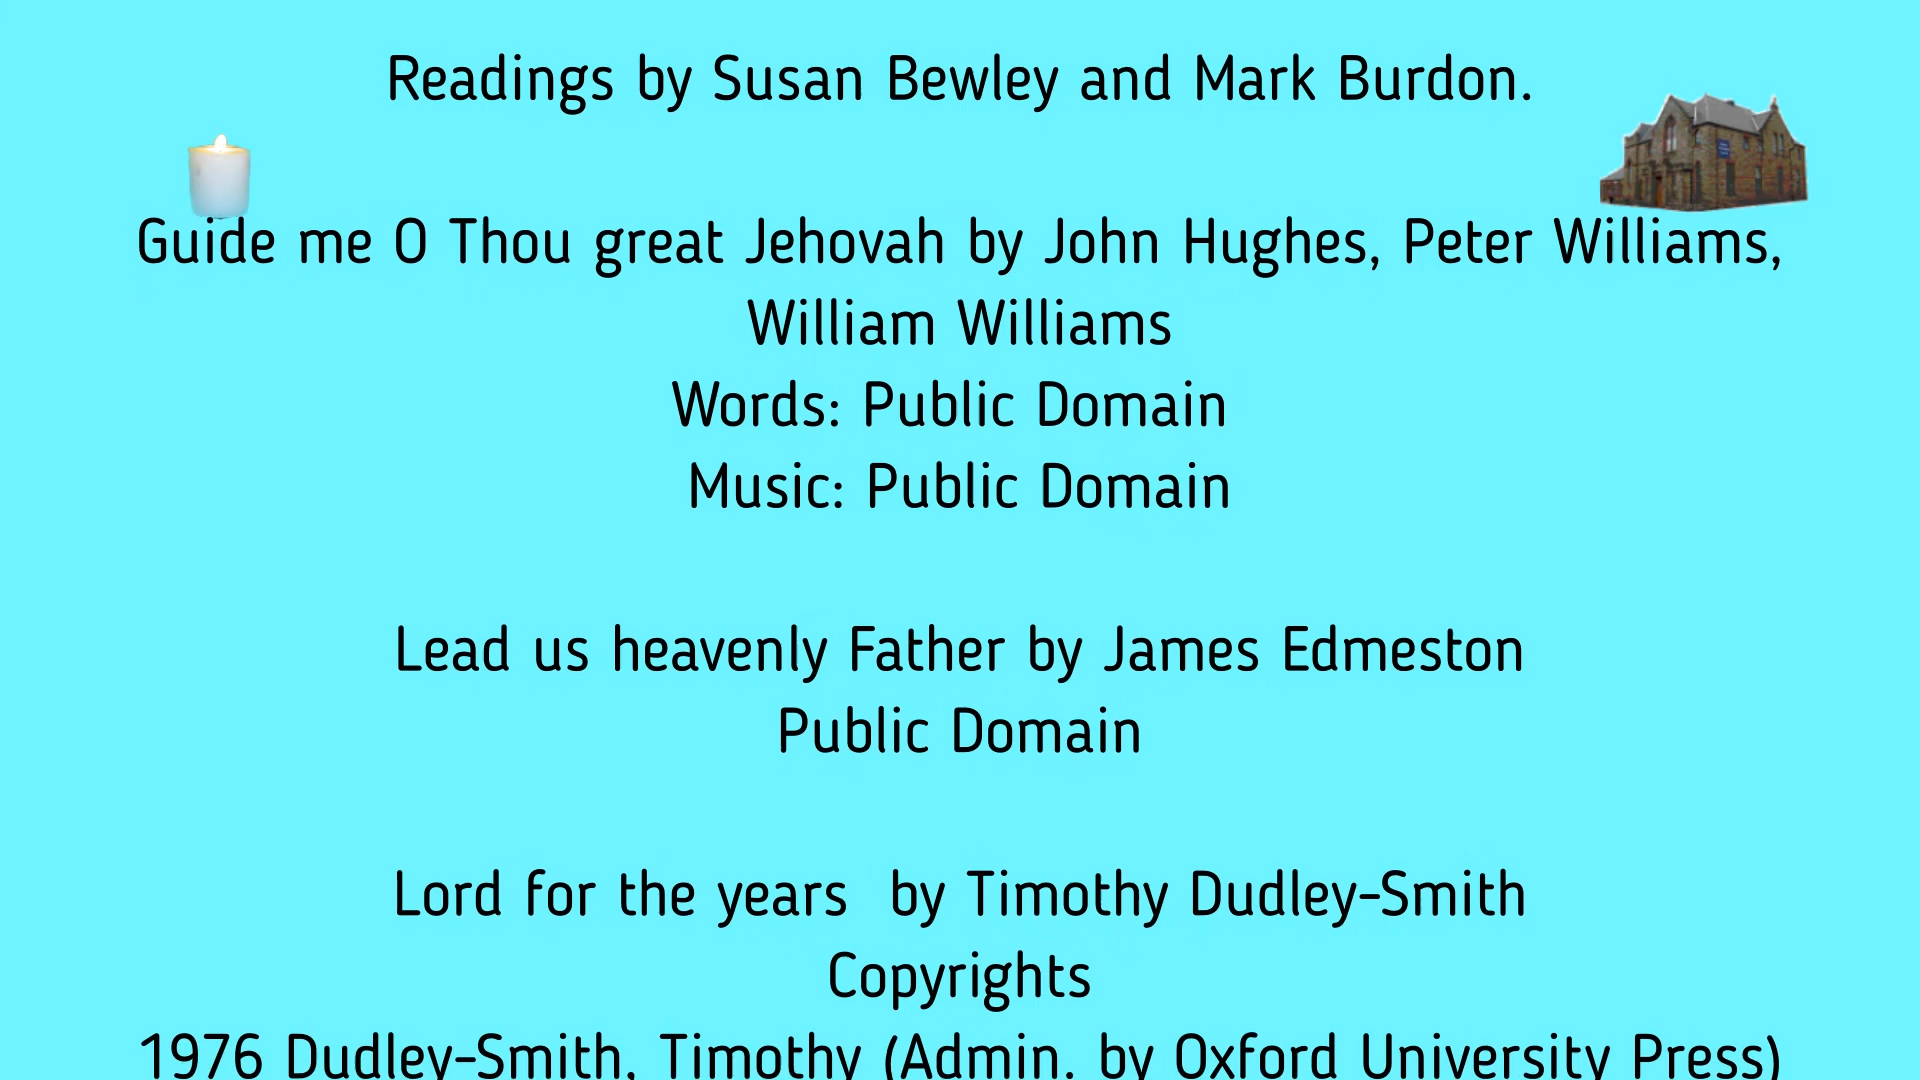 Readings by Susan Bewley and Mark Burdon.
Guide me O Thou great Jehovah by John Hughes, Peter Williams,
William Williams
Words: Public Domain
Music: Public Domain
Lead us heavenly Father by James Edmeston
Public Domain
Lord for the years  by Timothy Dudley-Smith
Copyrights
1976 Dudley-Smith, Timothy (Admin. by Oxford University Press)